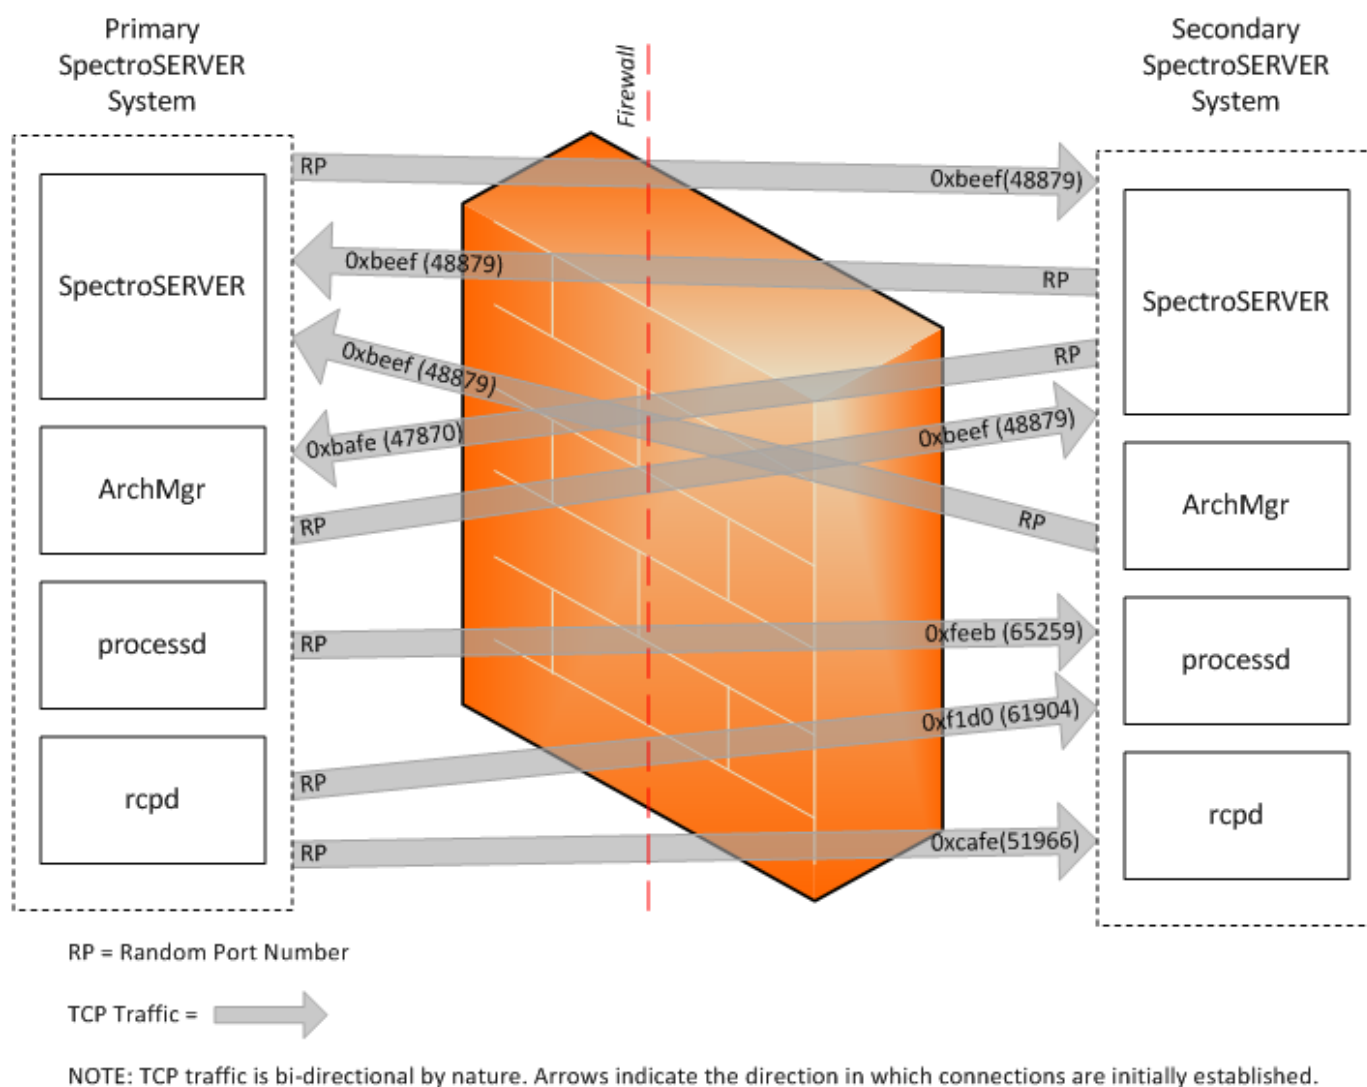 Primary
SpectroSERVER
System
Firewall
Secondary
SpectroSERVER
System
RP
0xbeef(48879)
0xbeef (48879)
RP
SpectroSERVER
SpectroSERVER
0xbeef (48879)
RP
0xbafe (47870)
0xbeef (48879)
ArchMgr
ArchMgr
RP
RP
processd
RP
0xfeeb (65259)
processd
0xf1d0 (61904)
RP
rcpd
rcpd
RP
0xcafe(51966)
RP = Random Port Number
TCP Traffic =
NOTE: TCP traffic is bi-directional by nature. Arrows indicate the direction in which connections are initially established.